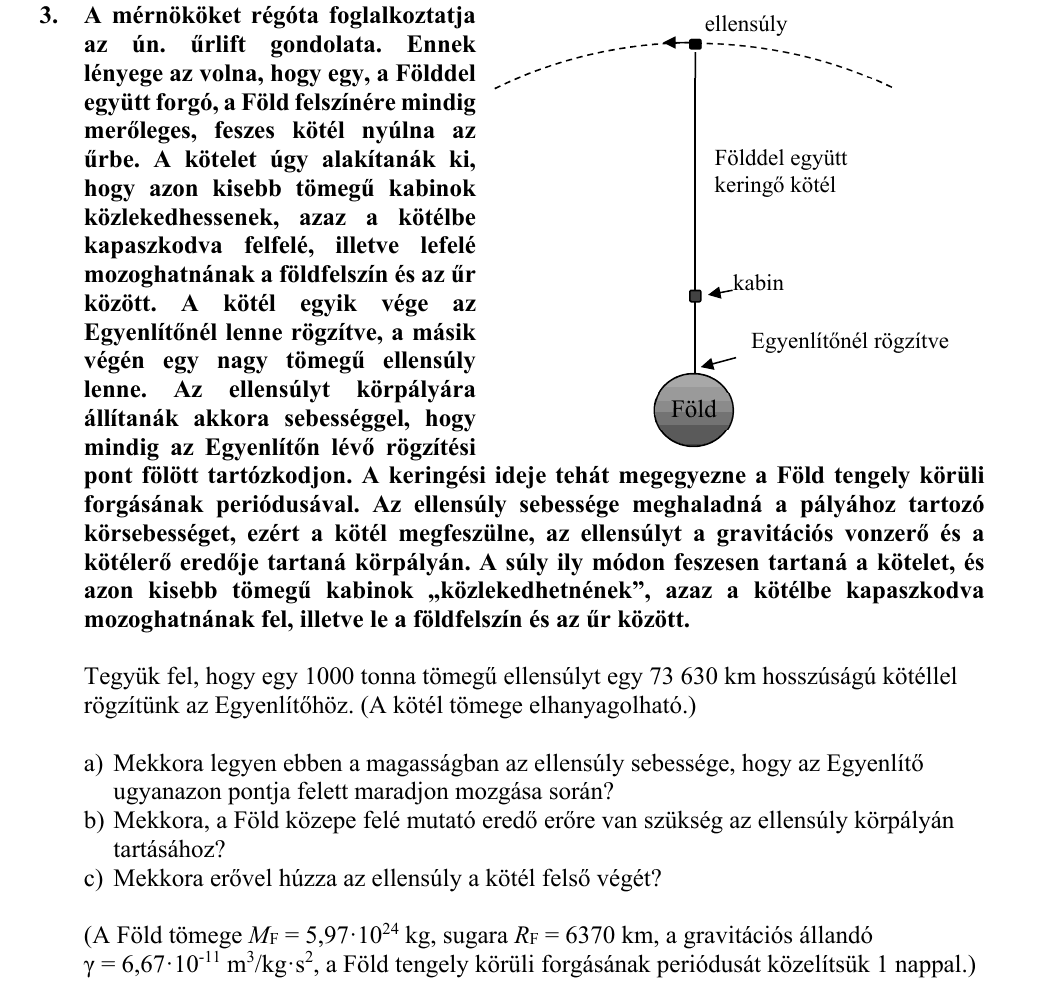 3. A mérnököket régóta foglalkoztatja
az ún. űrlift gondolata. Ennek
lényege az volna, hogy egy, a Földdel
együtt forgó, a Föld felszínére mindig
merőleges, feszes kötél nyúlna az
űrbe. A kötelet úgy alakítanák ki,
hogy azon kisebb tömegű kabinok
közlekedhessenek, azaz a kötélbe
kapaszkodva felfelé, illetve lefelé
mozoghatnának a földfelszín és az űr
között. A kötél egyik vége az
Egyenlítőnél lenne rögzítve, a másik
végén egy nagy tömegű ellensúly
lenne. Az ellensúlyt körpályára
állítanák akkora sebességgel, hogy
mindig az Egyenlítőn lévő rögzítési
pont fölött tartózkodjon. A keringési ideje tehát megegyezne a Föld tengely körüli
forgásának periódusával. Az ellensúly sebessége meghaladná a pályához tartozó
körsebességet, ezért a kötél megfeszülne, az ellensúlyt a gravitációs vonzerő és a
kötélerő eredője tartaná körpályán. A súly ily módon feszesen tartaná a kötelet, és
azon kisebb tömegű kabinok „közlekedhetnének”, azaz a kötélbe kapaszkodva
mozoghatnának fel, illetve le a földfelszín és az űr között.
ellensúly
Földdel együtt
keringő kötél
kabin
Egyenlítőnél rögzítve
Föld
Tegyük fel, hogy egy 1000 tonna tömegű ellensúlyt egy 73 630 km hosszúságú kötéllel
rögzítünk az Egyenlítőhöz. (A kötél tömege elhanyagolható.)
a) Mekkora legyen ebben a magasságban az ellensúly sebessége, hogy az Egyenlítő
ugyanazon pontja felett maradjon mozgása során?
b) Mekkora, a Föld közepe felé mutató eredő erőre van szükség az ellensúly körpályán
tartásához?
c) Mekkora erővel húzza az ellensúly a kötél felső végét?
(A Föld tömege M_F = 5,97·10²⁴ kg, sugara R_F = 6370 km, a gravitációs állandó
γ = 6,67·10⁻¹¹ m³/kg·s², a Föld tengely körüli forgásának periódusát közelítsük 1 nappal.)